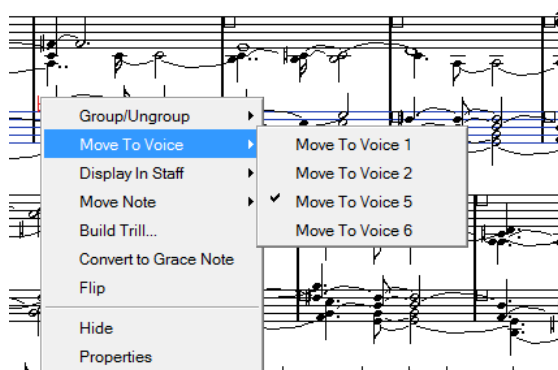 Group/Ungroup
Move To Voice
Display In Staff
Move Note
Build Trill...
Convert to Grace Note
Flip
Hide
Properties
Move To Voice 1
Move To Voice 2
Move To Voice 5
Move To Voice 6